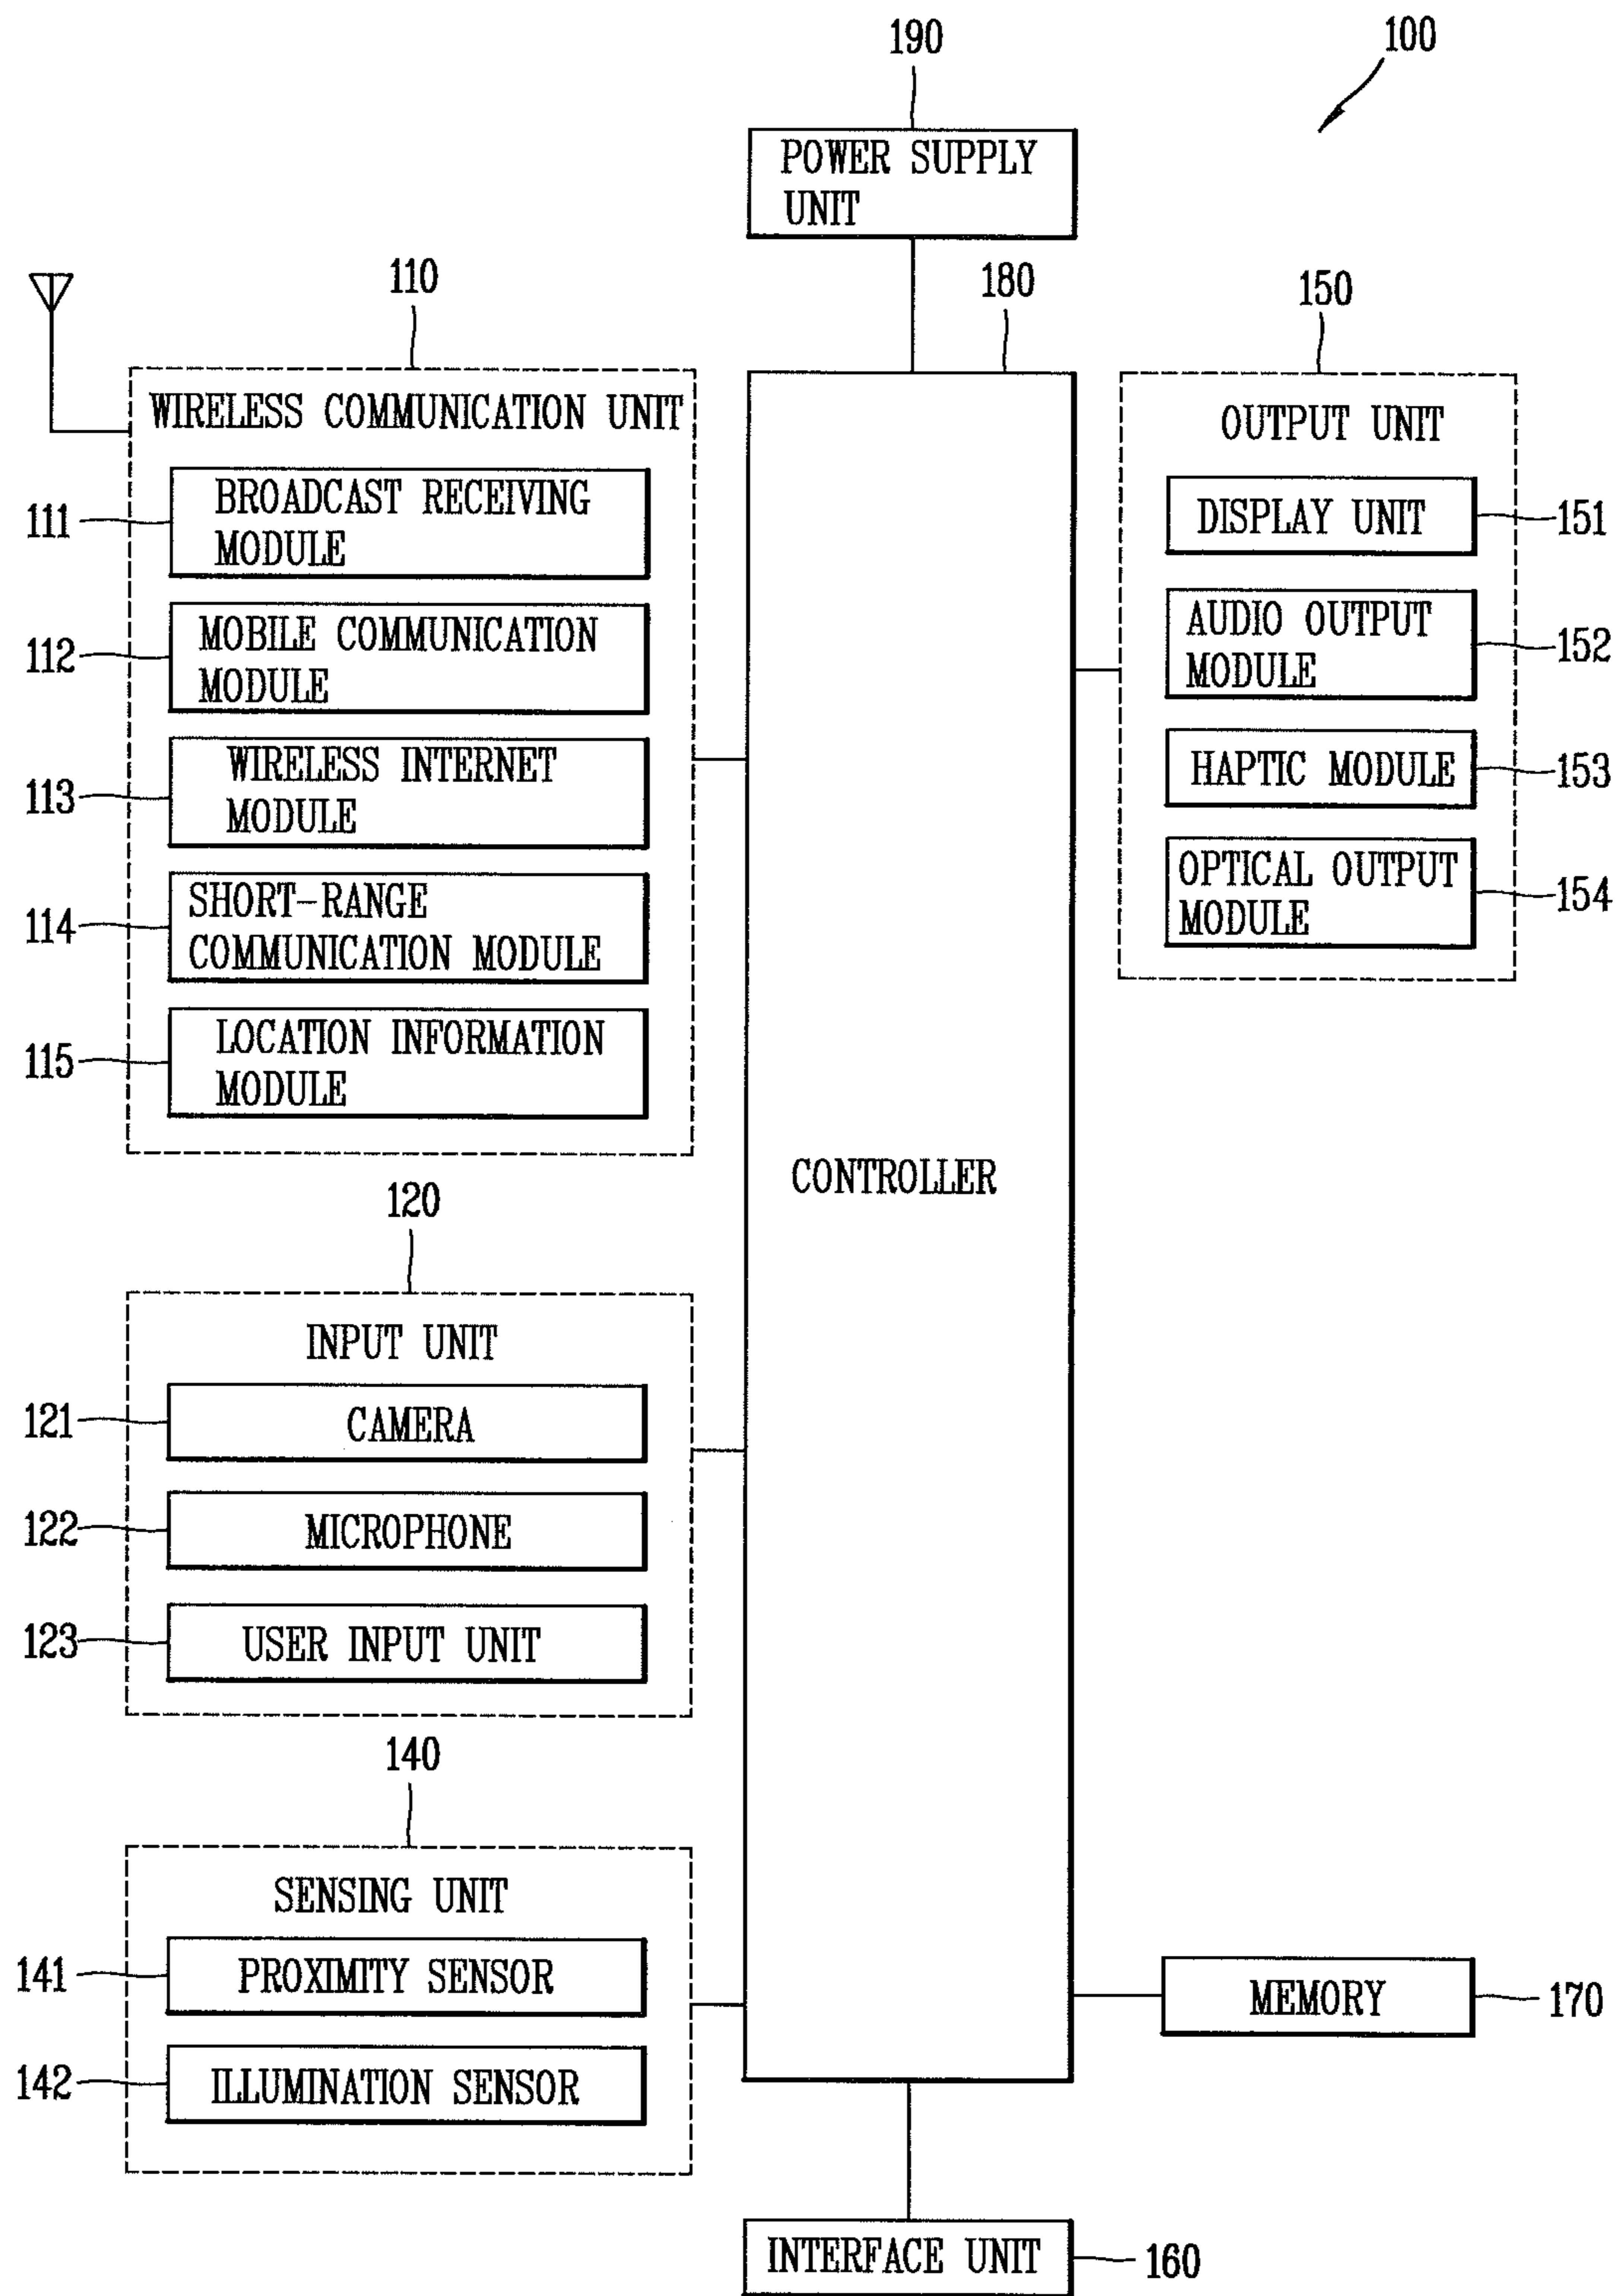 190
100
POWER SUPPLY
UNIT
110
180
150
WIRELESS COMMUNICATION UNIT
111
BROADCAST RECEIVING
MODULE
112
MOBILE COMMUNICATION
MODULE
113
WIRELESS INTERNET
MODULE
114
SHORT-RANGE
COMMUNICATION MODULE
115
LOCATION INFORMATION
MODULE
CONTROLLER
OUTPUT UNIT
DISPLAY UNIT
151
AUDIO OUTPUT
MODULE
152
HAPTIC MODULE
153
OPTICAL OUTPUT
MODULE
154
120
INPUT UNIT
121
CAMERA
122
MICROPHONE
123
USER INPUT UNIT
140
SENSING UNIT
141
PROXIMITY SENSOR
142
ILLUMINATION SENSOR
MEMORY
170
INTERFACE UNIT
160